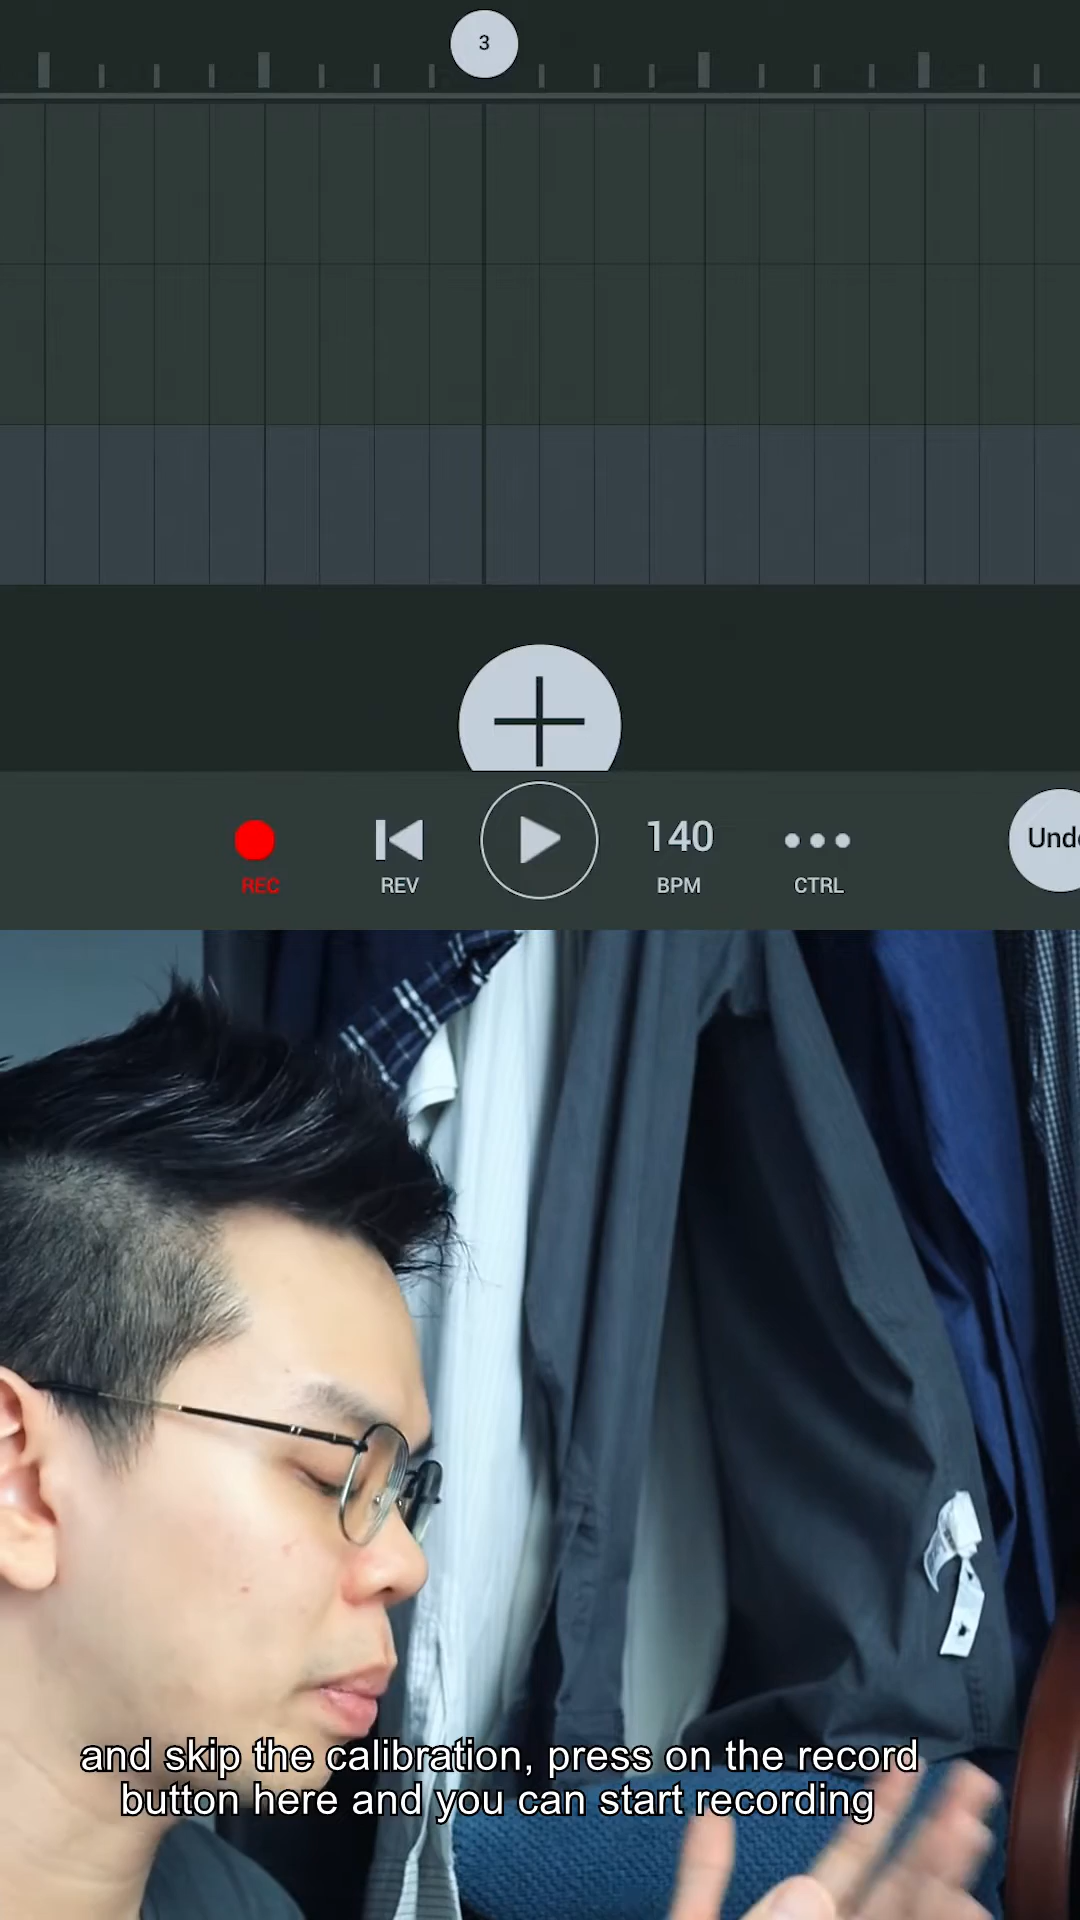 3
140
Undo
REC
REV
BPM
CTRL
and skip the calibration, press on the record
button here and you can start recording